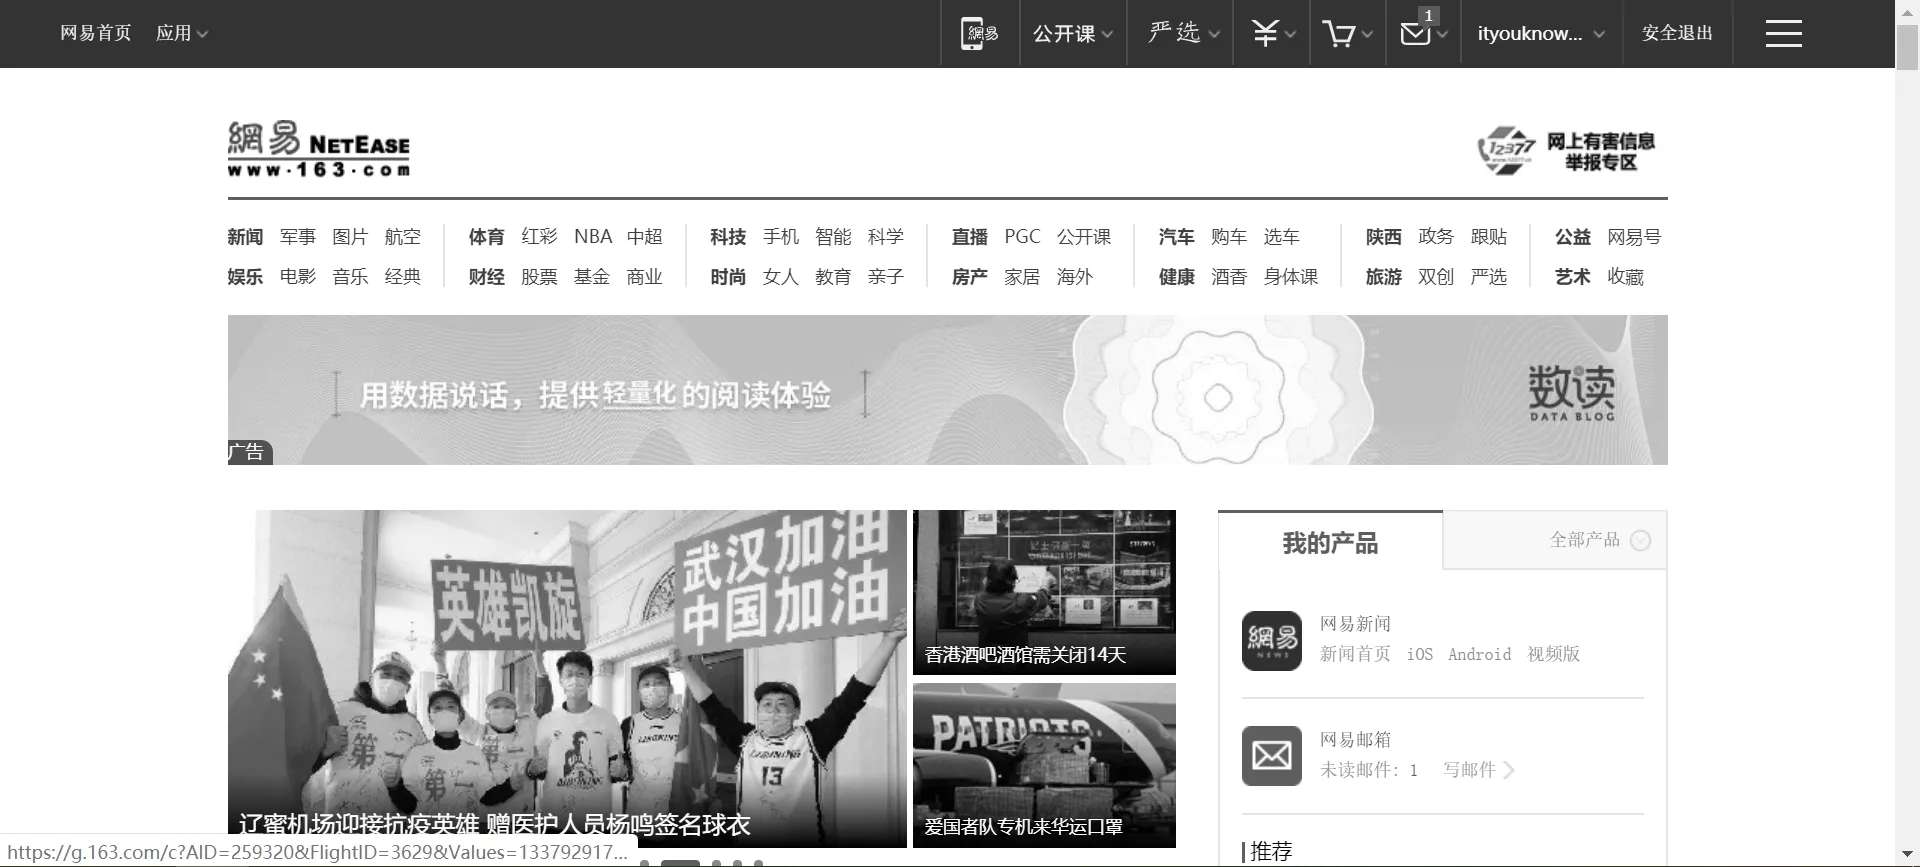 网易首页 应用
網易 公开课 严选 ¥ 1 ityouknow... 安全退出
網易 NETEASE
www.163.com
12377 网上有害信息
举报专区
新闻 军事 图片 航空 体育 红彩 NBA 中超 科技 手机 智能 科学 直播 PGC 公开课 汽车 购车 选车 陕西 政务 跟贴 公益 网易号
娱乐 电影 音乐 经典 财经 股票 基金 商业 时尚 女人 教育 亲子 房产 家居 海外 健康 酒香 身体课 旅游 双创 严选 艺术 收藏
用数据说话，提供轻量化的阅读体验
数读
DATA BLOG
广告
英雄凯旋
武汉加油
中国加油
第一
第一
第一
LIAONING
LIAONING
13
辽蜜机场迎接抗疫英雄 赠医护人员杨鸣签名球衣
香港酒吧酒馆需关闭14天
PATRIOTS
爱国者队专机来华运口罩
我的产品 全部产品
網易
NEWS
网易新闻
新闻首页 iOS Android 视频版
网易邮箱
未读邮件: 1 写邮件
推荐
https://g.163.com/c?AID=259320&FlightID=3629&Values=133792917...